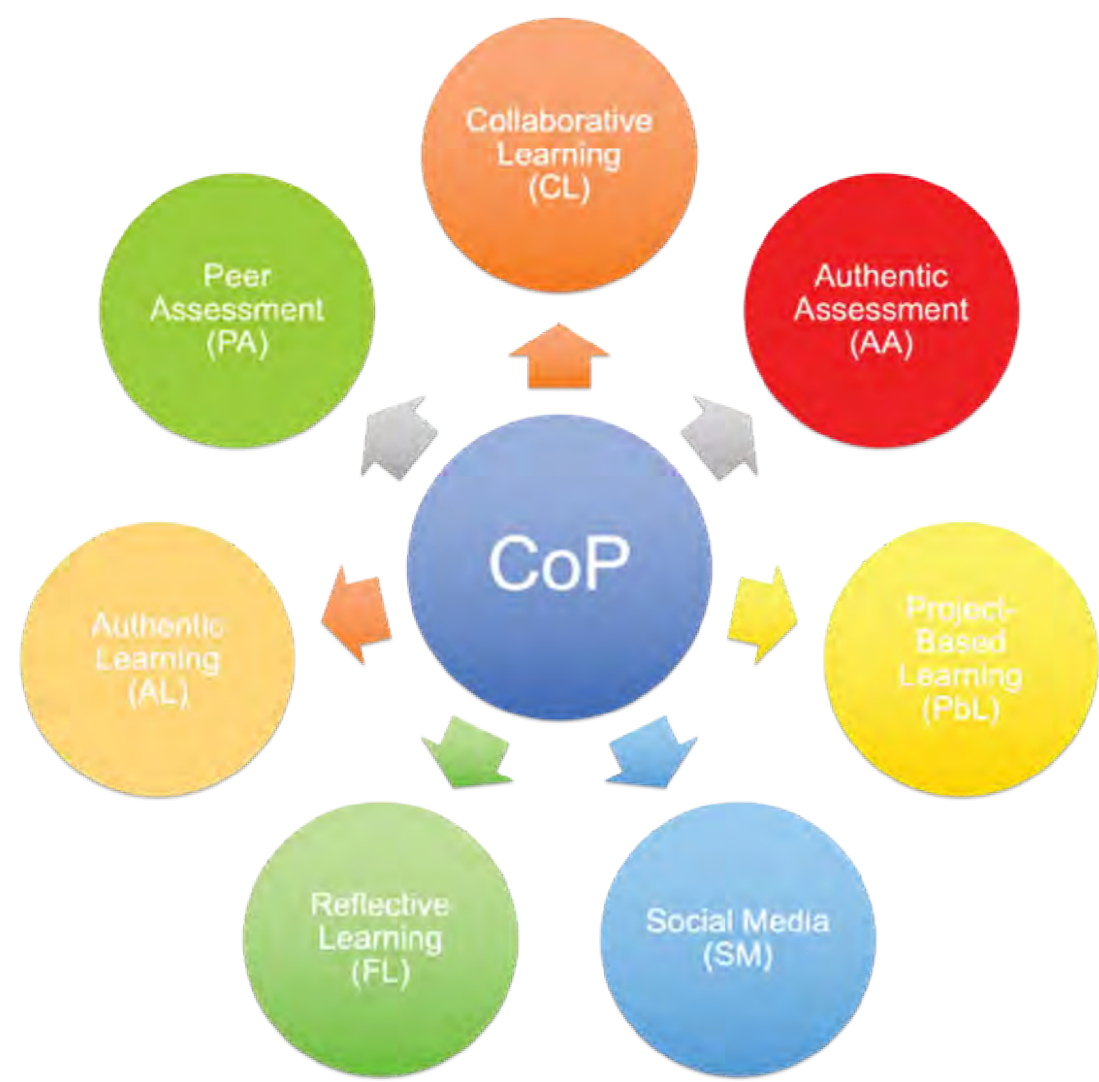 Collaborative
Learning
(CL)
Peer
Assessment
(PA)
Authentic
Assessment
(AA)
CoP
Authentic
Learning
(AL)
Project-
Based
Learning
(PbL)
Reflective
Learning
(FL)
Social Media
(SM)